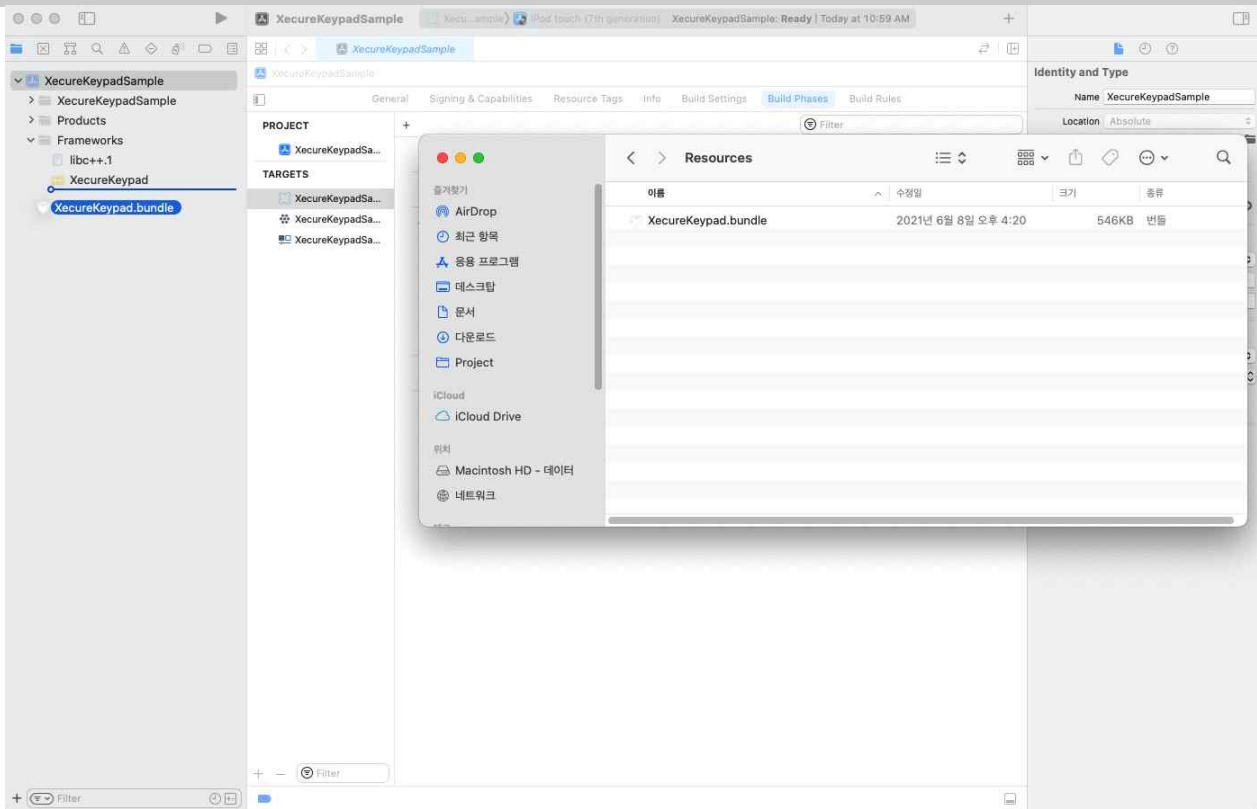 XecureKeypadSample
Xecu...ample
iPod touch (7th generation)
XecureKeypadSample: Ready | Today at 10:59 AM
XecureKeypadSample
XecureKeypadSample
XecureKeypadSample
XecureKeypadSample
Products
Frameworks
libc++.1
XecureKeypad
XecureKeypad.bundle
Filter
XecureKeypadSample
General
Signing & Capabilities
Resource Tags
Info
Build Settings
Build Phases
Build Rules
PROJECT
XecureKeypadSa...
TARGETS
XecureKeypadSa...
XecureKeypadSa...
XecureKeypadSa...
Filter
Filter
Resources
즐겨찾기
AirDrop
최근 항목
응용 프로그램
데스크탑
문서
다운로드
Project
iCloud
iCloud Drive
위치
Macintosh HD - 데이터
네트워크
이름
수정일
크기
종류
XecureKeypad.bundle
2021년 6월 8일 오후 4:20
546KB
번들
Identity and Type
Name
XecureKeypadSample
Location
Absolute